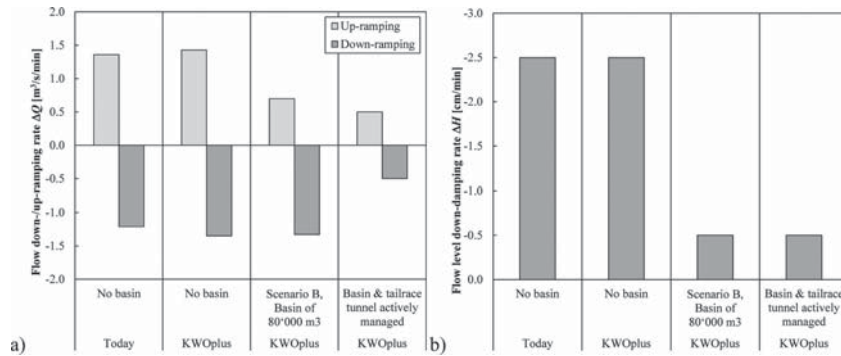 2.0
1.5
1.0
0.5
0.0
-0.5
-1.0
-1.5
-2.0
Flow down-/up-ramping rate ΔQ [m³/s/min]
Up-ramping
Down-ramping
No basin
No basin
Scenario B,
Basin of
80‘000 m3
Basin & tailrace
tunnel actively
managed
Today
KWOplus
KWOplus
KWOplus
a)
-3.0
-2.5
-2.0
-1.5
-1.0
-0.5
-0.0
Flow level down-damping rate ΔH [cm/min]
No basin
No basin
Scenario B,
Basin of
80‘000 m3
Basin & tailrace
tunnel actively
managed
Today
KWOplus
KWOplus
KWOplus
b)